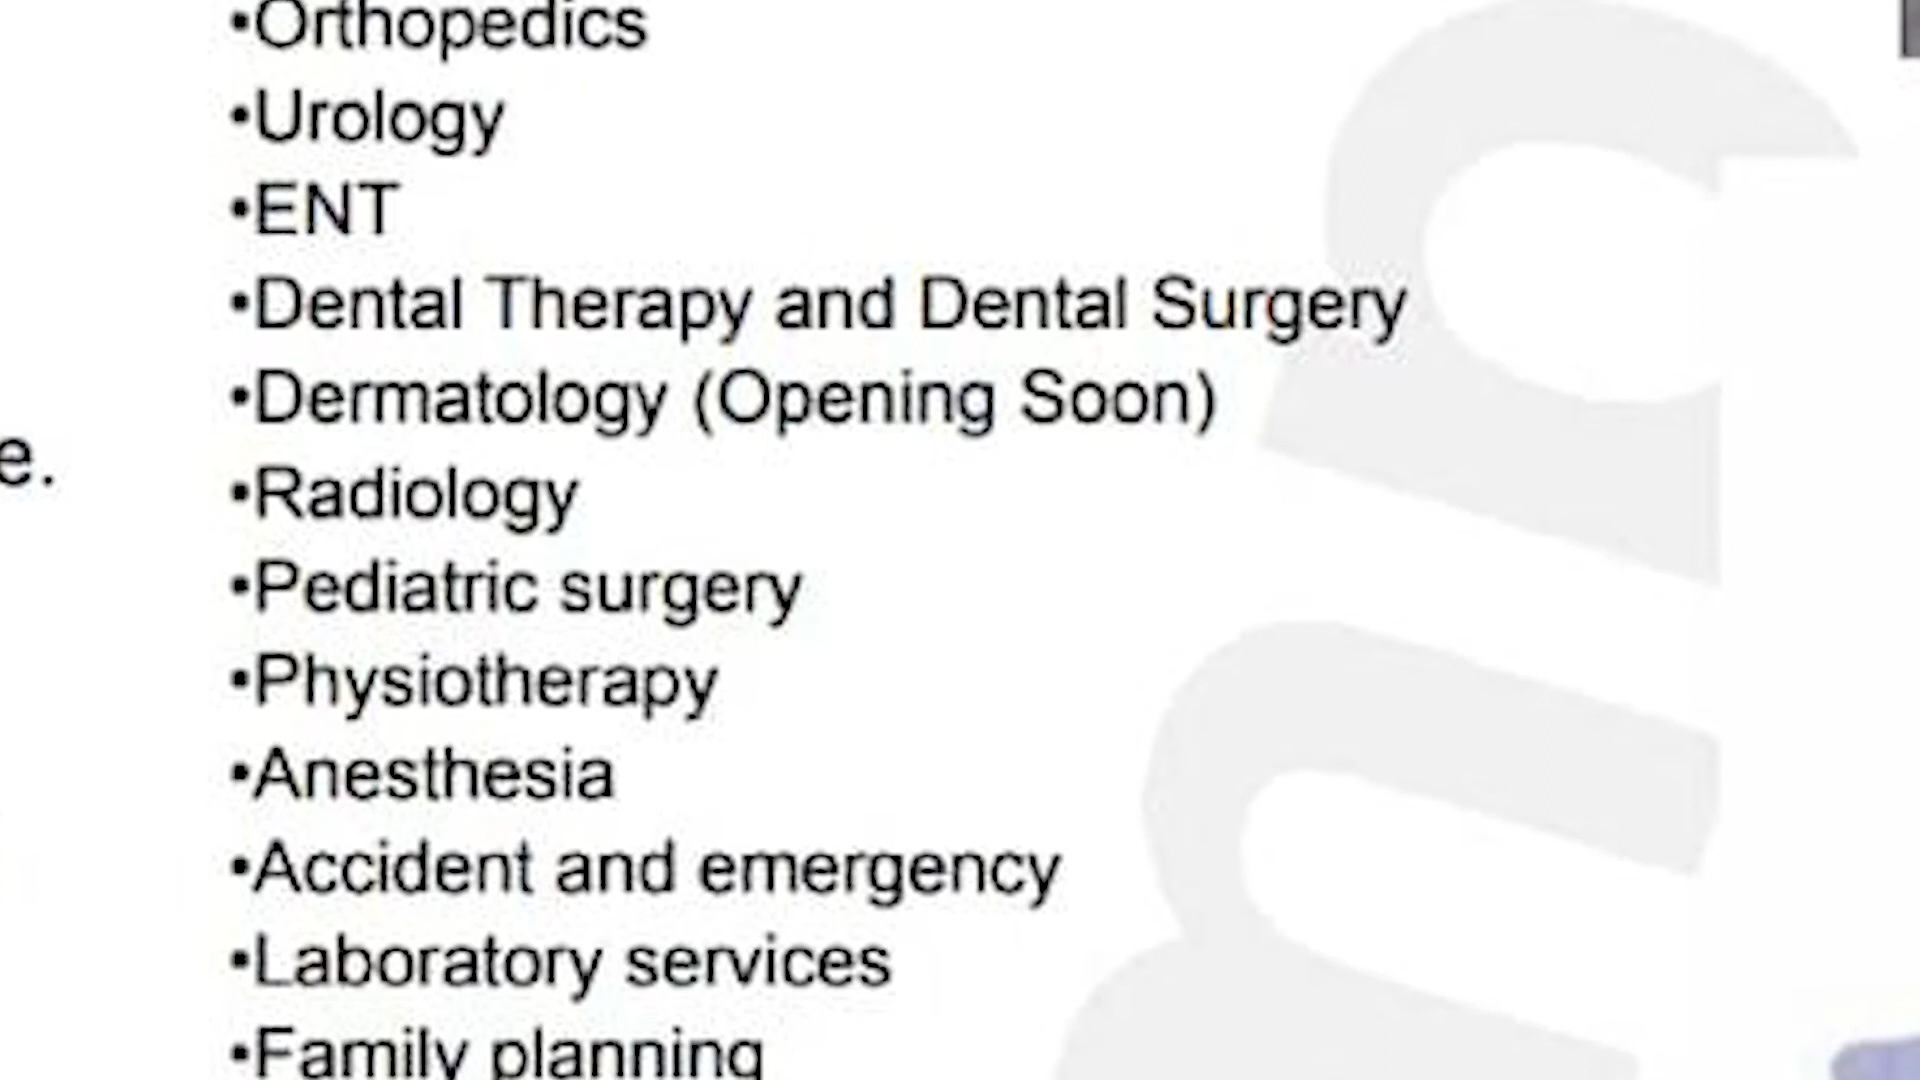 •Orthopedics
•Urology
•ENT
•Dental Therapy and Dental Surgery
•Dermatology (Opening Soon)
e.
•Radiology
•Pediatric surgery
•Physiotherapy
•Anesthesia
•Accident and emergency
•Laboratory services
•Family planning